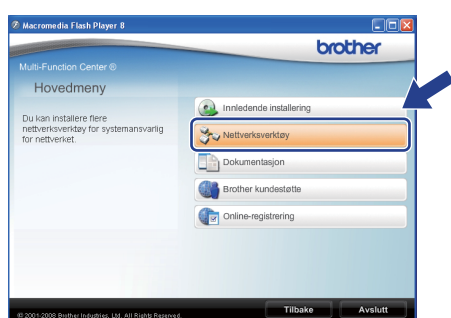 Macromedia Flash Player 8
brother
Multi-Function Center ®
Hovedmeny
Du kan installere flere
nettverksverktøy for systemansvarlig
for nettverket.
Innledende installering
Nettverksverktøy
Dokumentasjon
Brother kundestøtte
Online-registrering
© 2001-2008 Brother Industries, Ltd. All Rights Reserved.
Tilbake
Avslutt